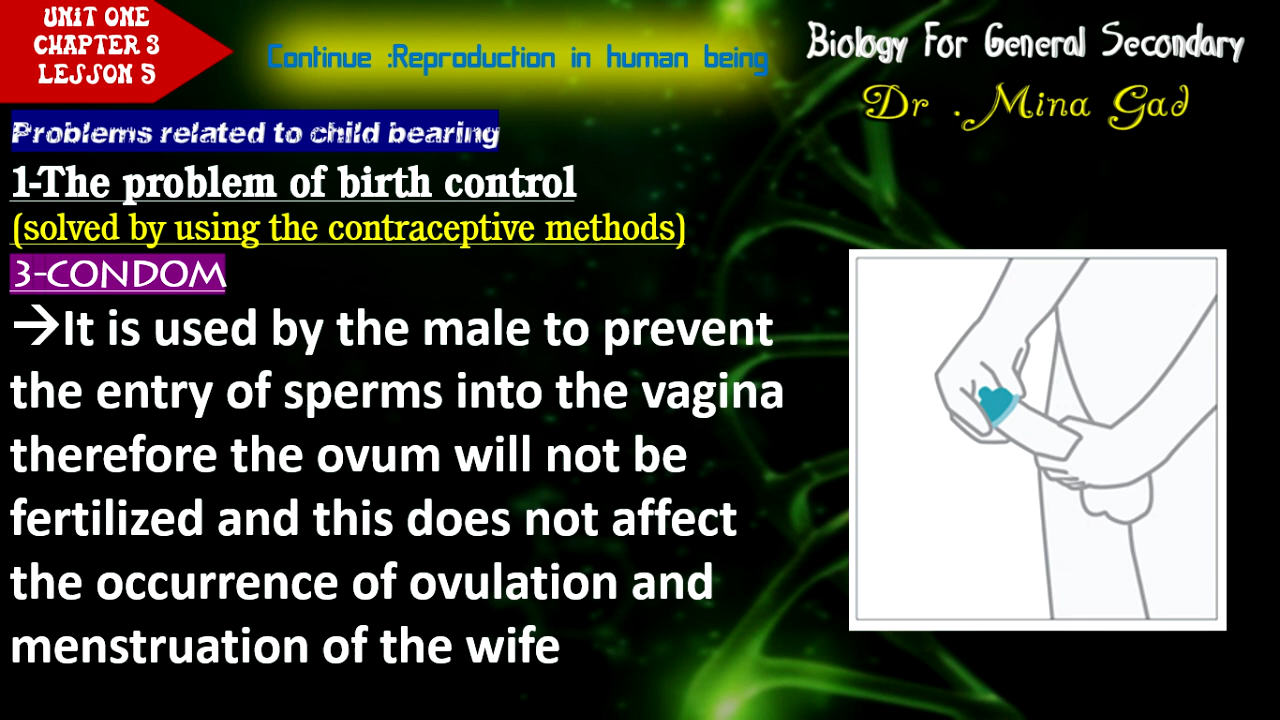 UNIT ONE
CHAPTER 3
LESSON 5
Continue :Reproduction in human being
Biology For General Secondary
Dr .Mina Gad
Problems related to child bearing
1-The problem of birth control
(solved by using the contraceptive methods)
3-CONDOM
→It is used by the male to prevent
the entry of sperms into the vagina
therefore the ovum will not be
fertilized and this does not affect
the occurrence of ovulation and
menstruation of the wife